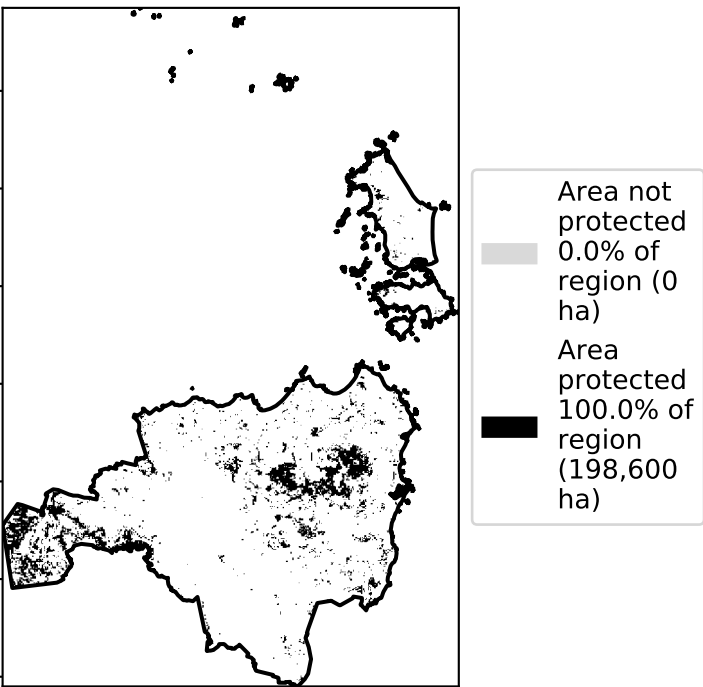 Area not
protected
0.0% of
region (0
ha)
Area
protected
100.0% of
region
(198,600
ha)